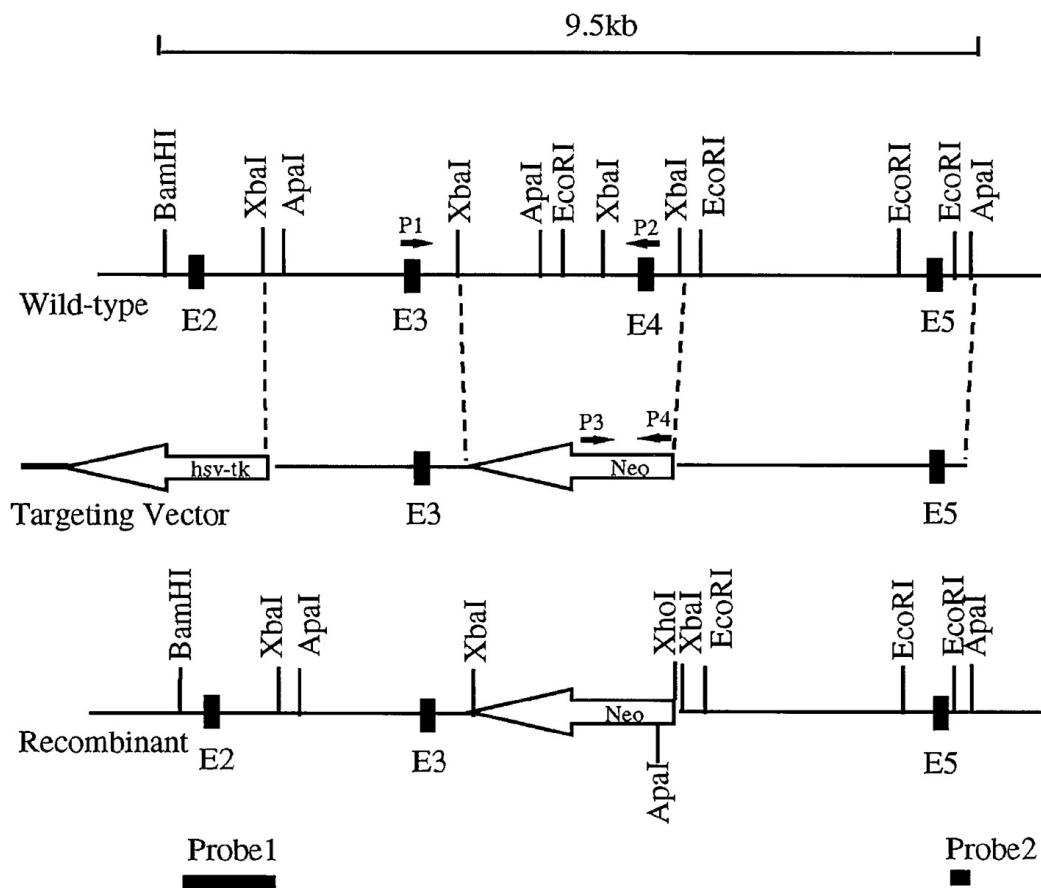 9.5kb
BamHI XbaI ApaI XbaI ApaI EcoRI XbaI XbaI EcoRI EcoRI EcoRI ApaI
P1 P2
Wild-type E2 E3 E4 E5
P3 P4
hsv-tk Neo
Targeting Vector E3 E5
BamHI XbaI ApaI XbaI XhoI XbaI EcoRI EcoRI EcoRI ApaI
Neo
Recombinant E2 E3 ApaI E5
Probe1 Probe2